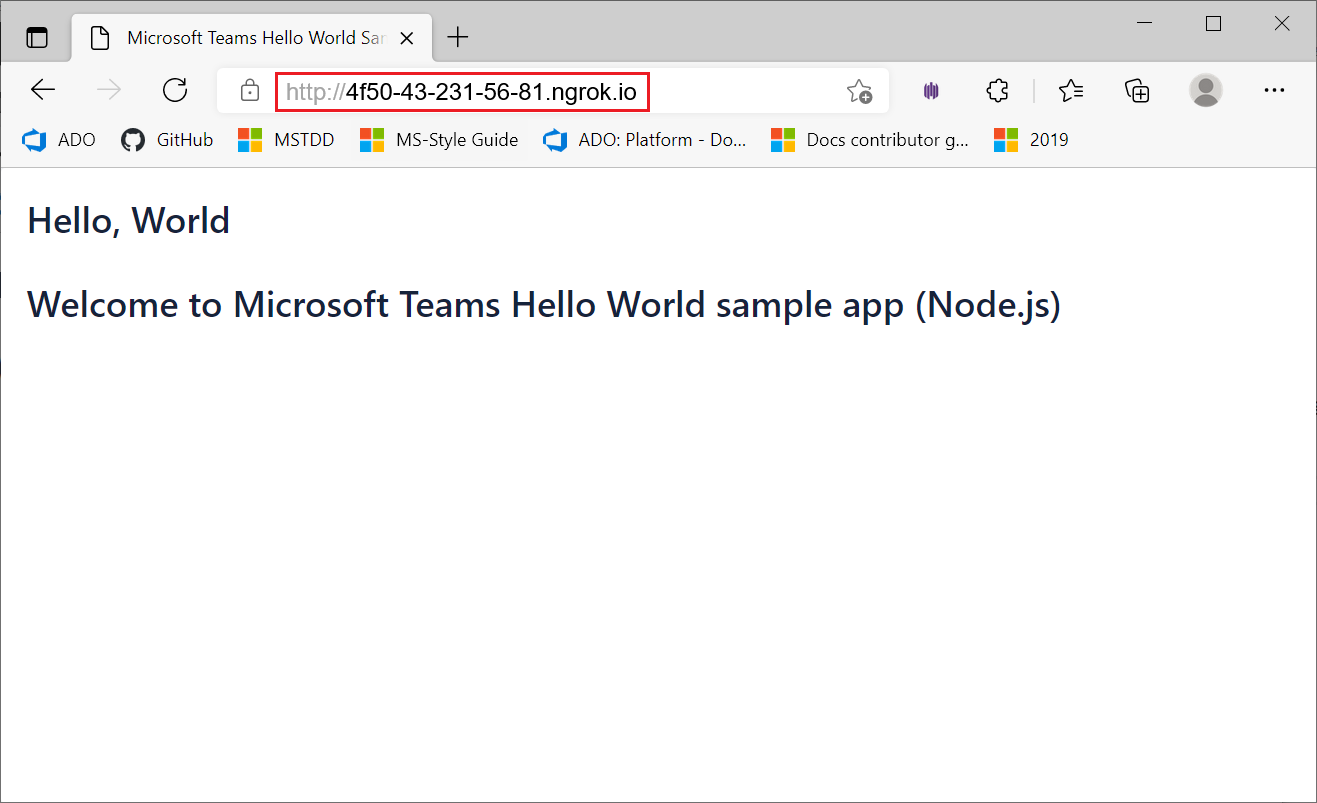 Microsoft Teams Hello World Sar
http://4f50-43-231-56-81.ngrok.io
ADO GitHub MSTDD MS-Style Guide ADO: Platform - Do... Docs contributor g... 2019
Hello, World
Welcome to Microsoft Teams Hello World sample app (Node.js)